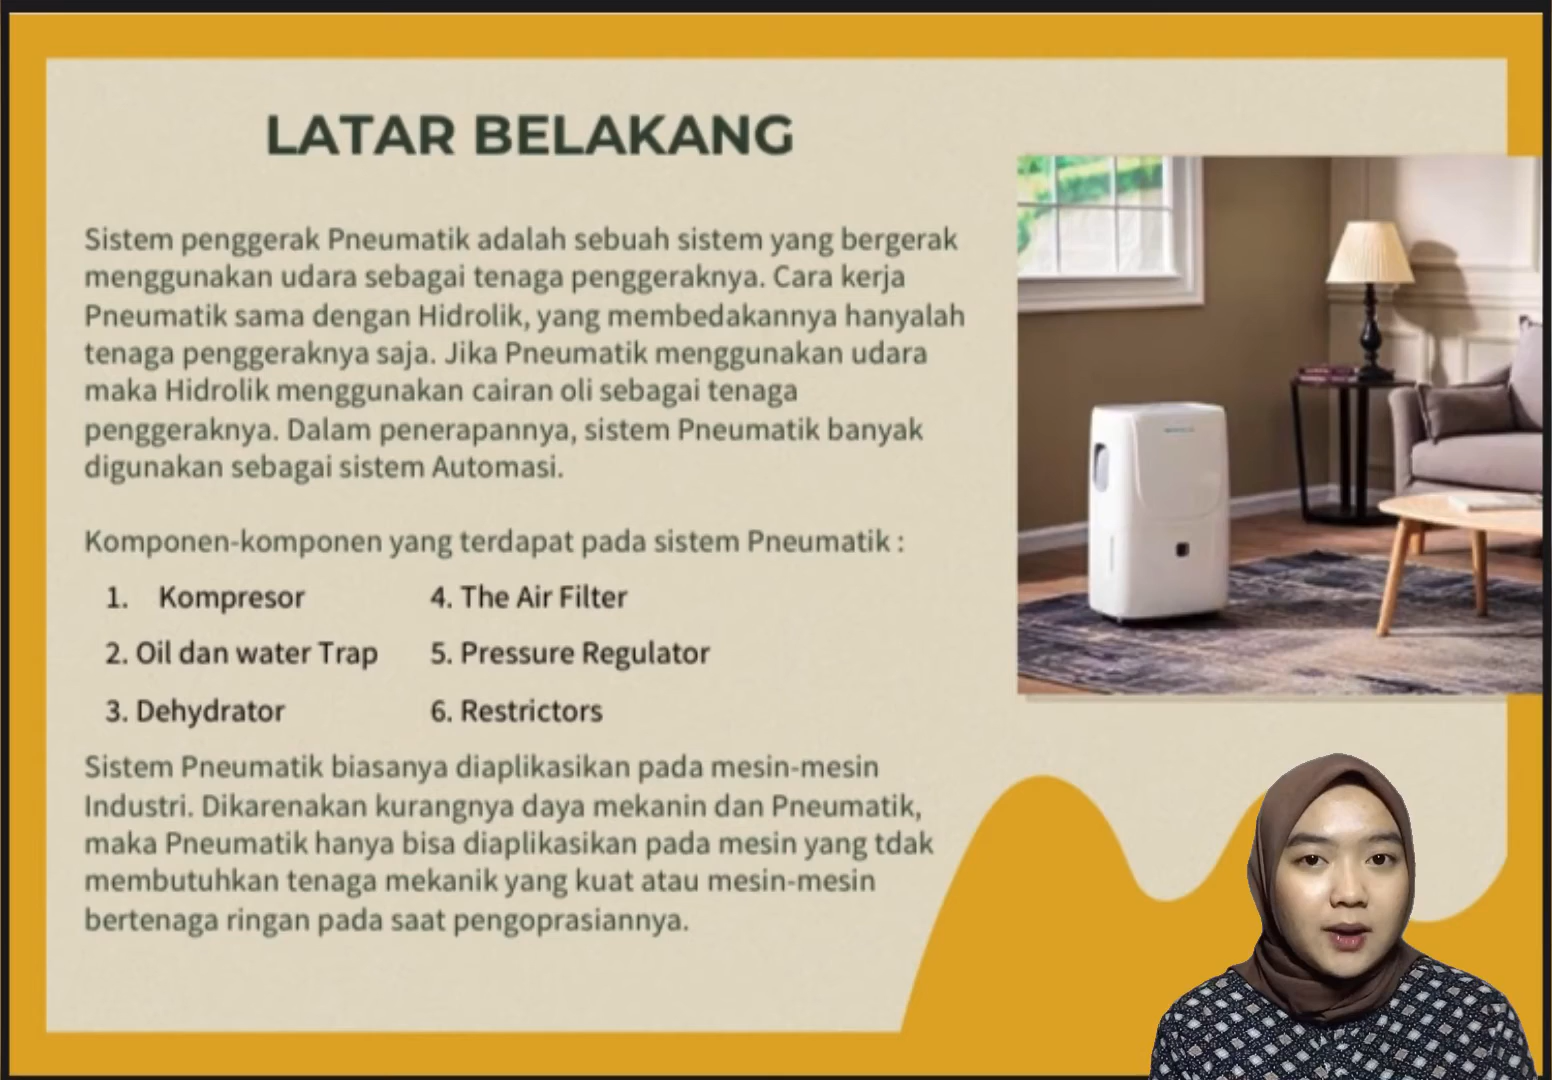 LATAR BELAKANG
Sistem penggerak Pneumatik adalah sebuah sistem yang bergerak
menggunakan udara sebagai tenaga penggeraknya. Cara kerja
Pneumatik sama dengan Hidrolik, yang membedakannya hanyalah
tenaga penggeraknya saja. Jika Pneumatik menggunakan udara
maka Hidrolik menggunakan cairan oli sebagai tenaga
penggeraknya. Dalam penerapannya, sistem Pneumatik banyak
digunakan sebagai sistem Automasi.
Komponen-komponen yang terdapat pada sistem Pneumatik :
1. Kompresor
2. Oil dan water Trap
3. Dehydrator
4. The Air Filter
5. Pressure Regulator
6. Restrictors
Sistem Pneumatik biasanya diaplikasikan pada mesin-mesin
Industri. Dikarenakan kurangnya daya mekanin dan Pneumatik,
maka Pneumatik hanya bisa diaplikasikan pada mesin yang tdak
membutuhkan tenaga mekanik yang kuat atau mesin-mesin
bertenaga ringan pada saat pengoprasiannya.